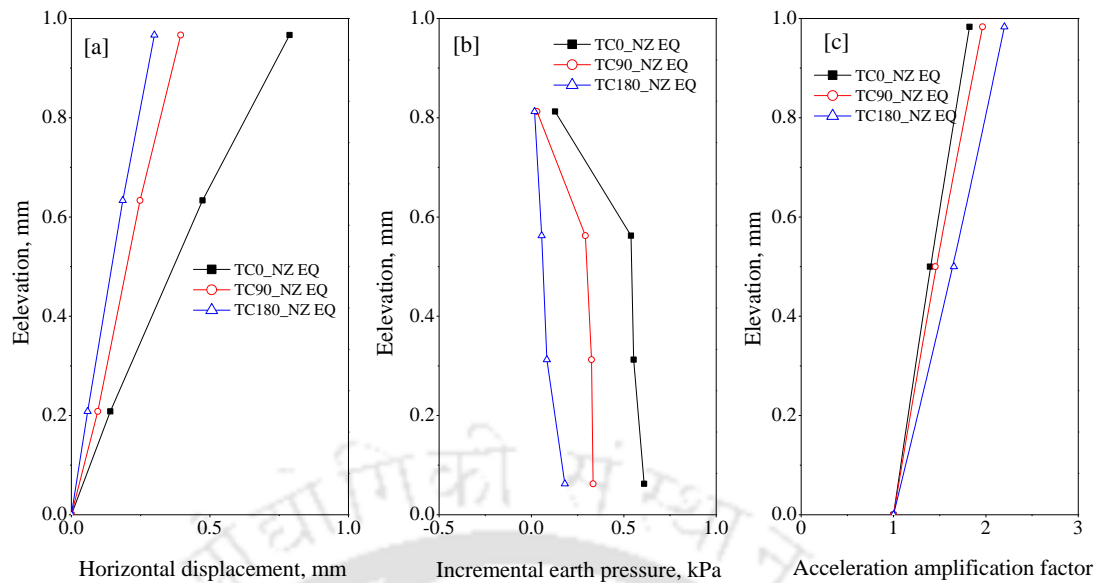 [a]
1.0
0.8
0.6
0.4
0.2
0.0
0.0
0.5
1.0
Eelevation, mm
Horizontal displacement, mm
TC0_NZ EQ
TC90_NZ EQ
TC180_NZ EQ
[b]
1.0
0.8
0.6
0.4
0.2
0.0
-0.5
0.0
0.5
1.0
Eelevation, mm
Incremental earth pressure, kPa
TC0_NZ EQ
TC90_NZ EQ
TC180_NZ EQ
[c]
1.0
0.8
0.6
0.4
0.2
0.0
0
1
2
3
Elevation, mm
Acceleration amplification factor
TC0_NZ EQ
TC90_NZ EQ
TC180_NZ EQ